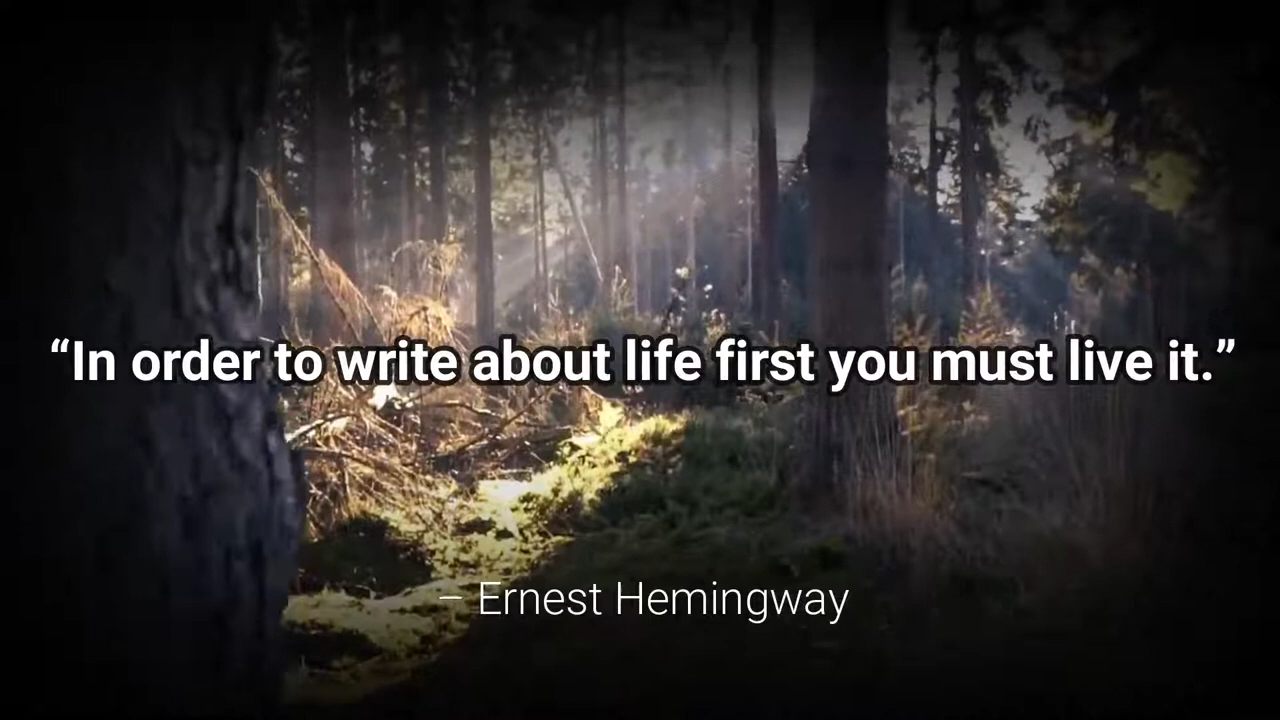 “In order to write about life first you must live it.”
– Ernest Hemingway